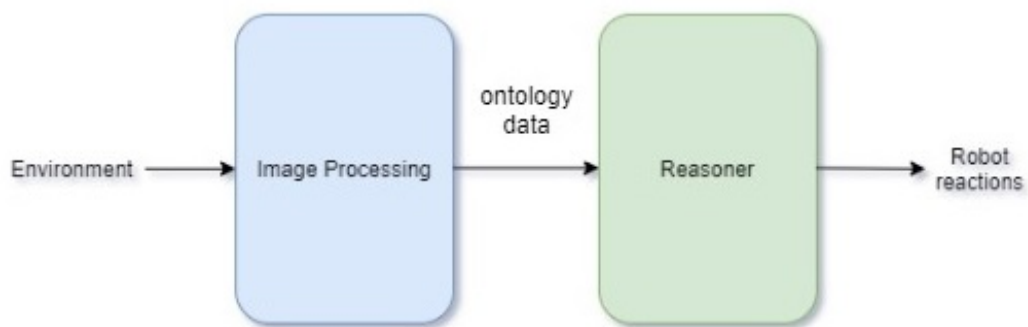 Environment
Image Processing
ontology
data
Reasoner
Robot
reactions